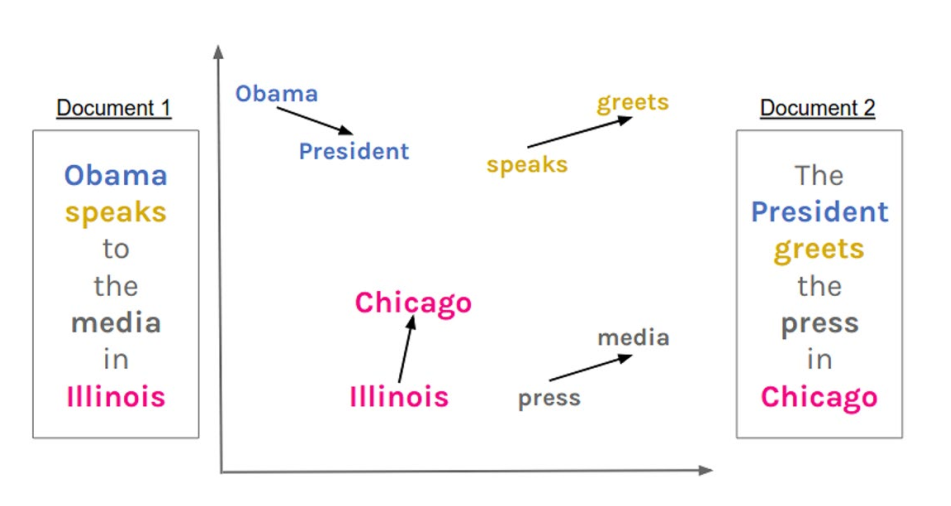 Document 1
Obama
speaks
to
the
media
in
Illinois
Obama
President
greets
speaks
Chicago
Illinois
media
press
Document 2
The
President
greets
the
press
in
Chicago